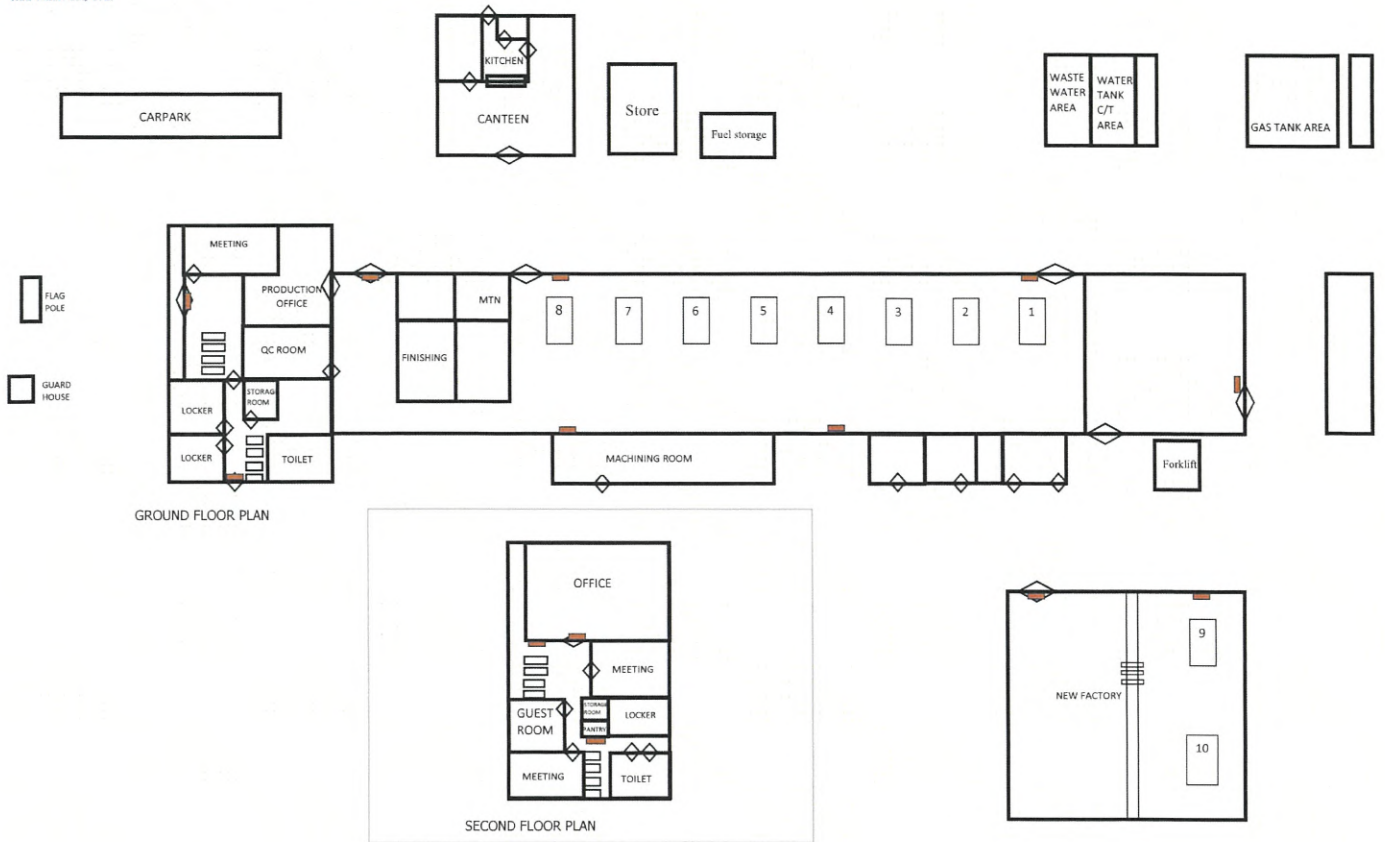 KITCHEN
CANTEEN
CARPARK
Store
Fuel storage
WASTE
WATER
AREA
WATER
TANK
C/T
AREA
GAS TANK AREA
MEETING
PRODUCTION
OFFICE
QC ROOM
STORAG
ROOM
LOCKER
LOCKER
TOILET
FLAG
POLE
GUARD
HOUSE
MTN
FINISHING
8
7
6
5
4
3
2
1
MACHINING ROOM
Forklift
GROUND FLOOR PLAN
OFFICE
MEETING
GUEST
ROOM
STORAGE
ROOM
PANTRY
LOCKER
MEETING
TOILET
SECOND FLOOR PLAN
NEW FACTORY
9
10